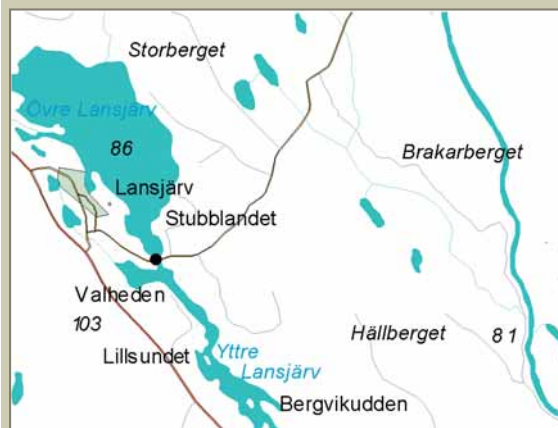 Storberget
Övre Lansjärv
86
Brakarberget
Lansjärv
Stubblandet
Valheden
103
Hällberget
81
Lillsundet
Yttre
Lansjärv
Bergvikudden